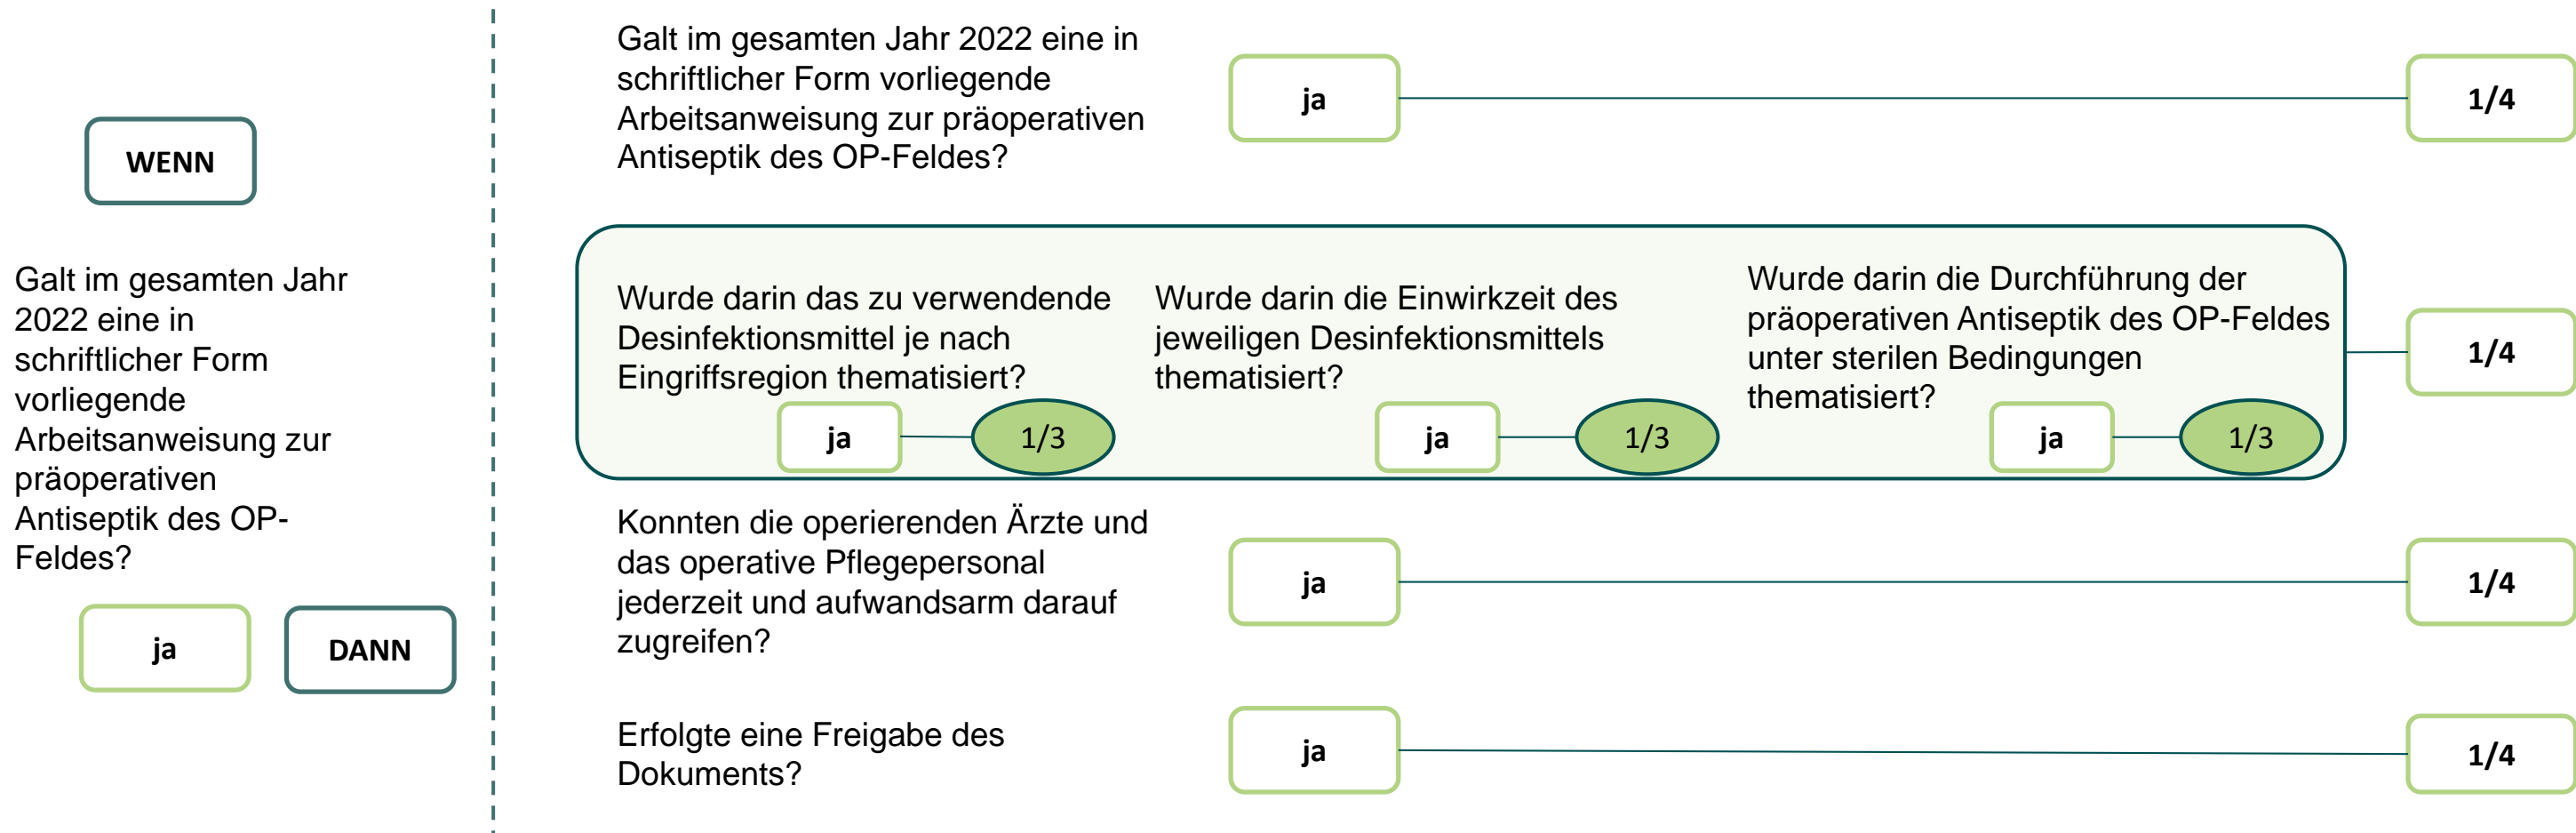 WENN
Galt im gesamten Jahr
2022 eine in
schriftlicher Form
vorliegende
Arbeitsanweisung zur
präoperativen
Antiseptik des OP-
Feldes?
ja
DANN
Galt im gesamten Jahr 2022 eine in
schriftlicher Form vorliegende
Arbeitsanweisung zur präoperativen
Antiseptik des OP-Feldes?
ja
1/4
Wurde darin das zu verwendende
Desinfektionsmittel je nach
Eingriffsregion thematisiert?
ja
1/3
Wurde darin die Einwirkzeit des
jeweiligen Desinfektionsmittels
thematisiert?
ja
1/3
Wurde darin die Durchführung der
präoperativen Antiseptik des OP-Feldes
unter sterilen Bedingungen
thematisiert?
ja
1/3
1/4
Konnten die operierenden Ärzte und
das operative Pflegepersonal
jederzeit und aufwandsarm darauf
zugreifen?
ja
1/4
Erfolgte eine Freigabe des
Dokuments?
ja
1/4